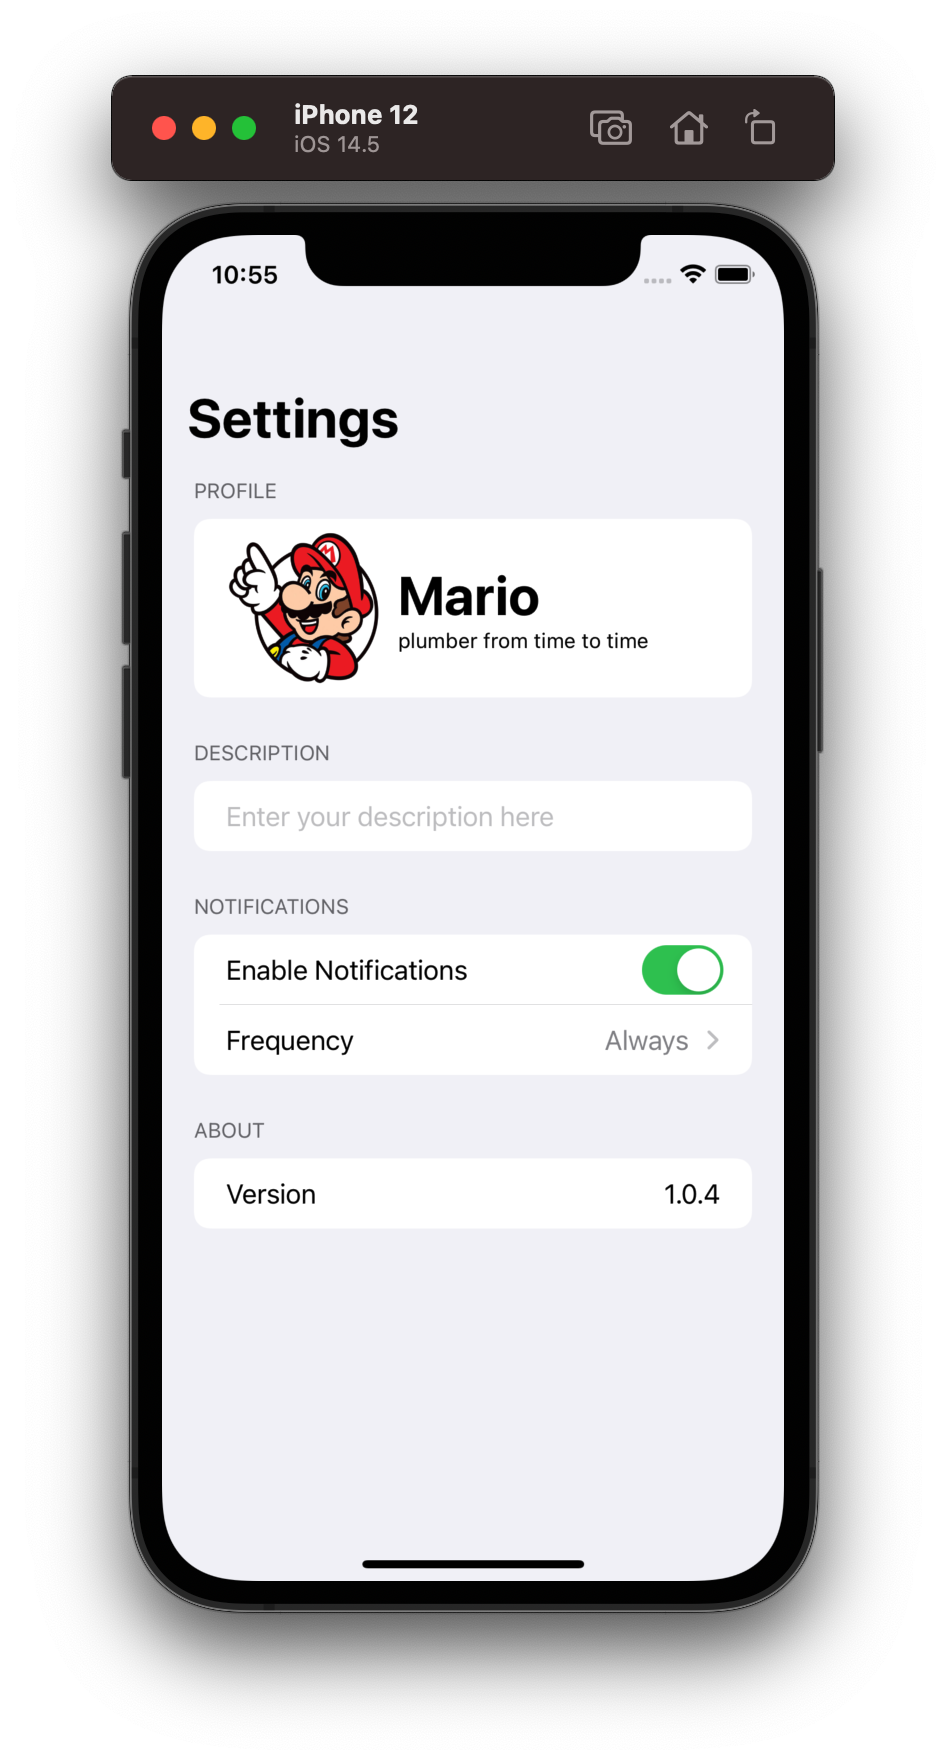 iPhone 12
iOS 14.5
10:55
Settings
PROFILE
M
Mario
plumber from time to time
DESCRIPTION
Enter your description here
NOTIFICATIONS
Enable Notifications
Frequency Always
ABOUT
Version 1.0.4